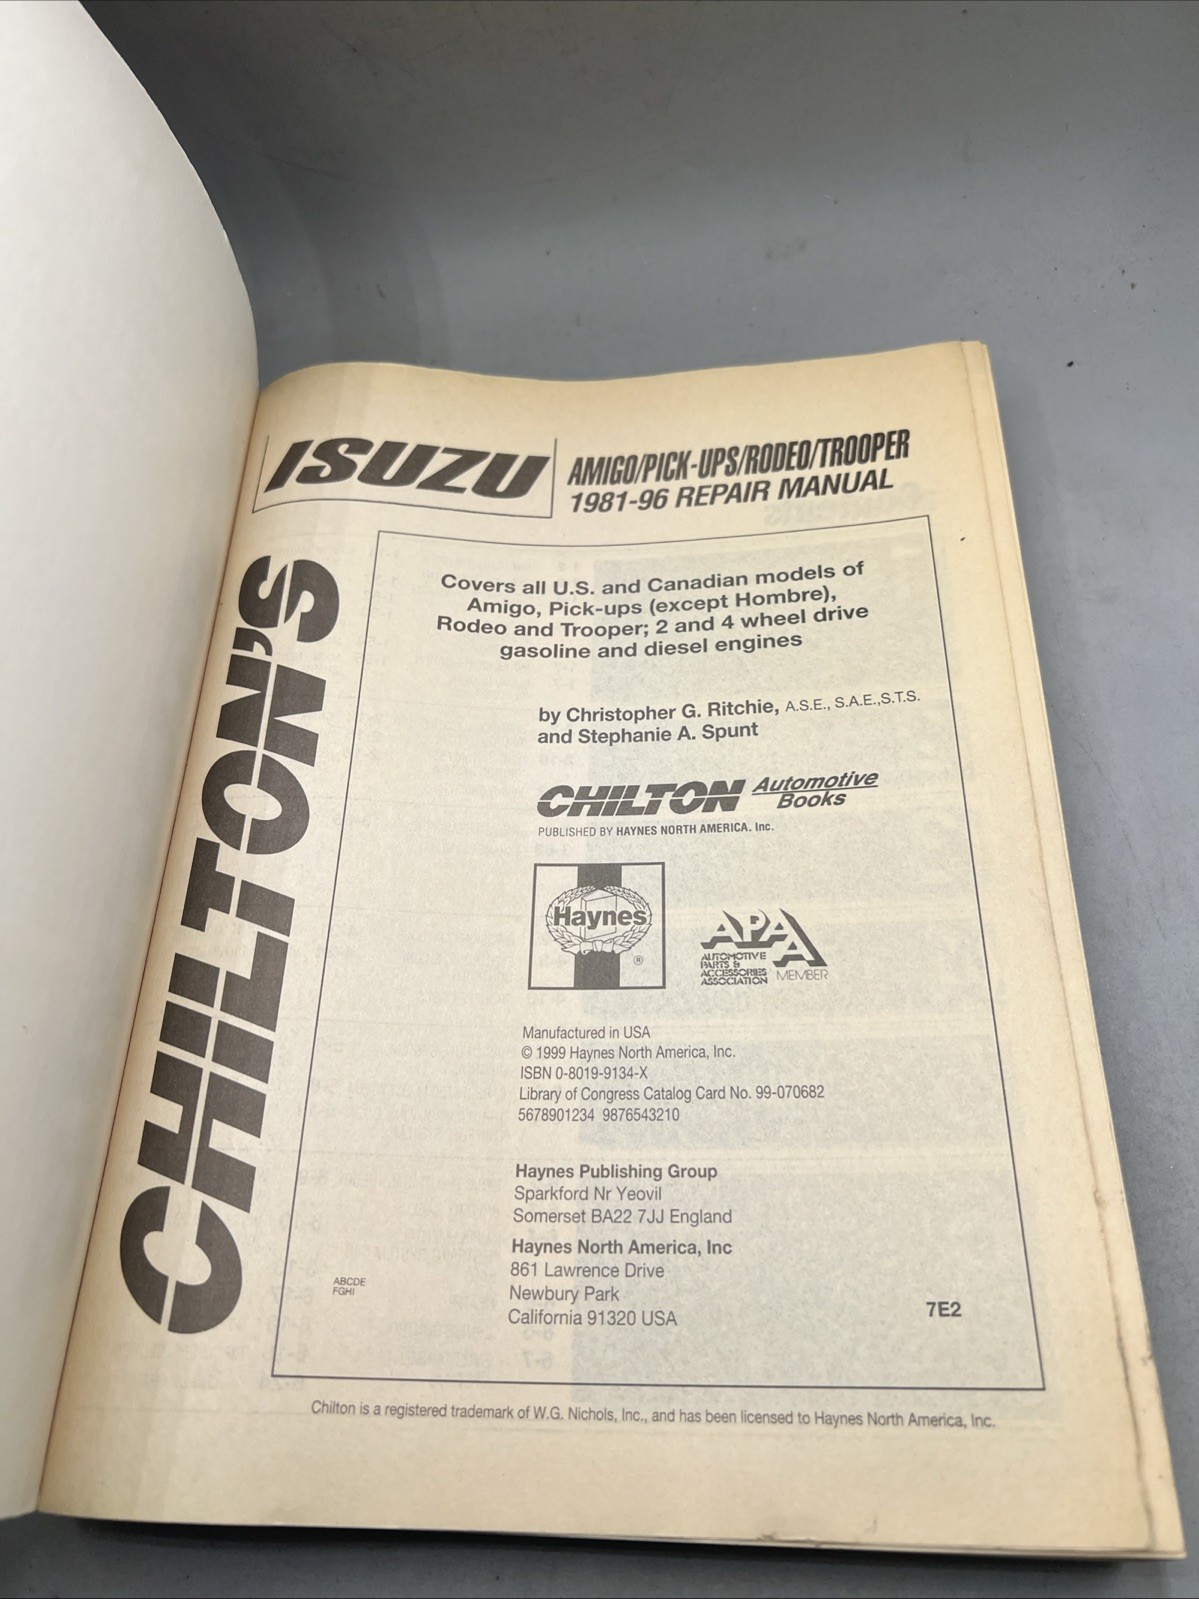 ISUZU
AMIGO/PICK-UPS/RODEO/TROOPER
1981-96 REPAIR MANUAL
CHILTON'S
Covers all U.S. and Canadian models of
Amigo, Pick-ups (except Hombre),
Rodeo and Trooper; 2 and 4 wheel drive
gasoline and diesel engines
by Christopher G. Ritchie, A.S.E., S.A.E.,S.T.S.
and Stephanie A. Spunt
CHILTON Automotive
Books
PUBLISHED BY HAYNES NORTH AMERICA. Inc.
Haynes
®
APAA
AUTOMOTIVE
PARTS &
ACCESSORIES
ASSOCIATION MEMBER
Manufactured in USA
© 1999 Haynes North America, Inc.
ISBN 0-8019-9134-X
Library of Congress Catalog Card No. 99-070682
5678901234 9876543210
Haynes Publishing Group
Sparkford Nr Yeovil
Somerset BA22 7JJ England
Haynes North America, Inc
861 Lawrence Drive
Newbury Park
California 91320 USA
ABCDE
FGHI
7E2
Chilton is a registered trademark of W.G. Nichols, Inc., and has been licensed to Haynes North America, Inc.